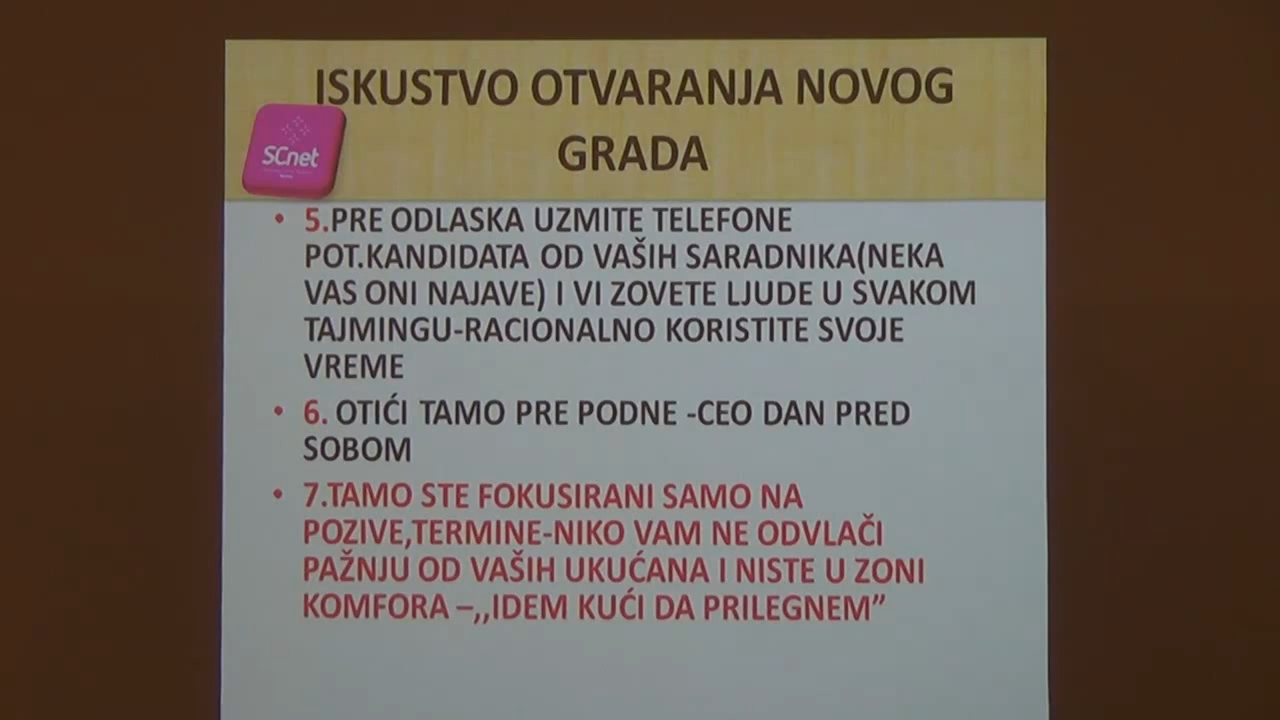 ISKUSTVO OTVARANJA NOVOG
GRADA
SCnet
• 5.PRE ODLASKA UZMITE TELEFONE
POT.KANDIDATA OD VAŠIH SARADNIKA(NEKA
VAS ONI NAJAVE) I VI ZOVETE LJUDE U SVAKOM
TAJMINGU-RACIONALNO KORISTITE SVOJE
VREME
• 6. OTIĆI TAMO PRE PODNE -CEO DAN PRED
SOBOM
• 7.TAMO STE FOKUSIRANI SAMO NA
POZIVE,TERMINE-NIKO VAM NE ODVLAČI
PAŽNJU OD VAŠIH UKUĆANA I NISTE U ZONI
KOMFORA –,,IDEM KUĆI DA PRILEGNEM”